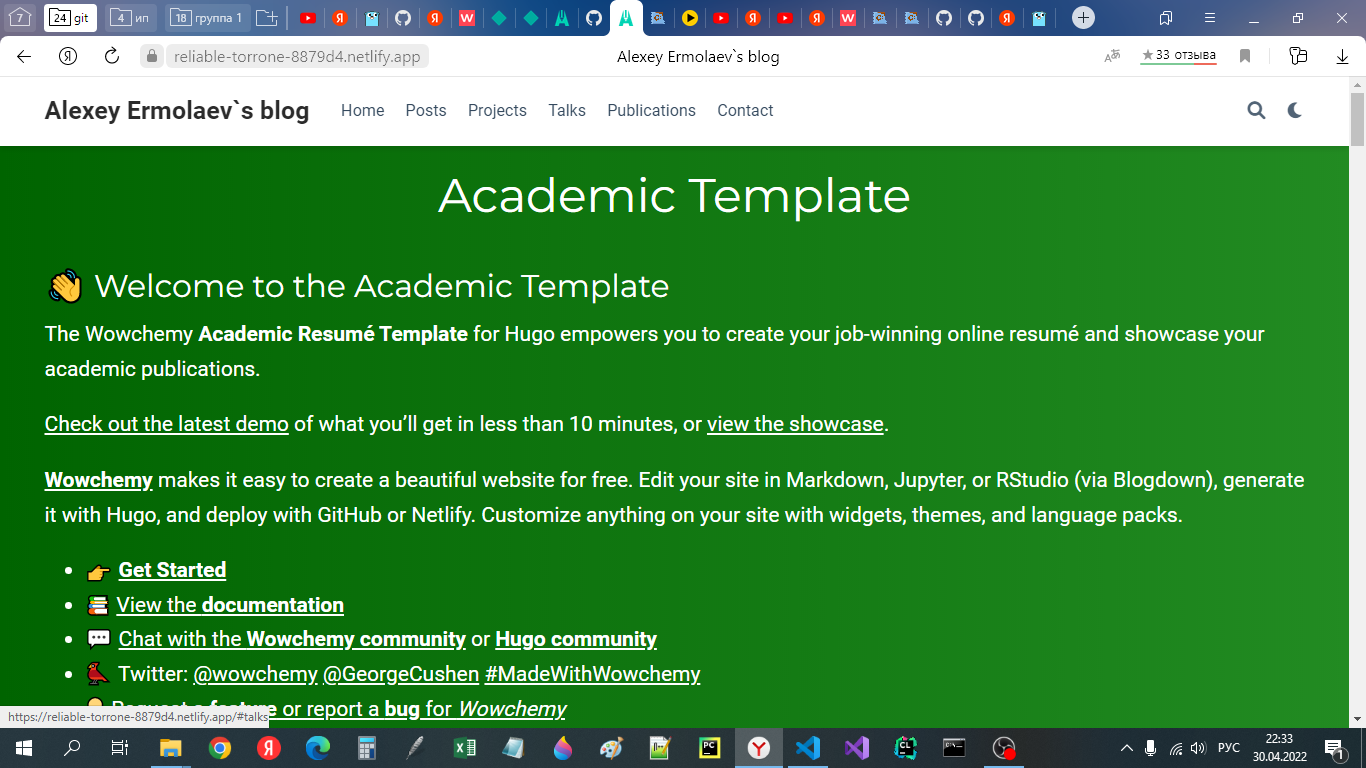 7 24 git 4 ип 18 группа 1
reliable-torrone-8879d4.netlify.app Alexey Ermolaev`s blog ★33 отзыва
Alexey Ermolaev`s blog Home Posts Projects Talks Publications Contact
Academic Template
👋 Welcome to the Academic Template
The Wowchemy Academic Resumé Template for Hugo empowers you to create your job-winning online resumé and showcase your
academic publications.
Check out the latest demo of what you’ll get in less than 10 minutes, or view the showcase.
Wowchemy makes it easy to create a beautiful website for free. Edit your site in Markdown, Jupyter, or RStudio (via Blogdown), generate
it with Hugo, and deploy with GitHub or Netlify. Customize anything on your site with widgets, themes, and language packs.
• 👉 Get Started
• 📚 View the documentation
• 💬 Chat with the Wowchemy community or Hugo community
• 🐦 Twitter: @wowchemy @GeorgeCushen #MadeWithWowchemy
• 💡 Request a feature or report a bug for Wowchemy
https://reliable-torrone-8879d4.netlify.app/#talks
РУС 22:33
30.04.2022 1